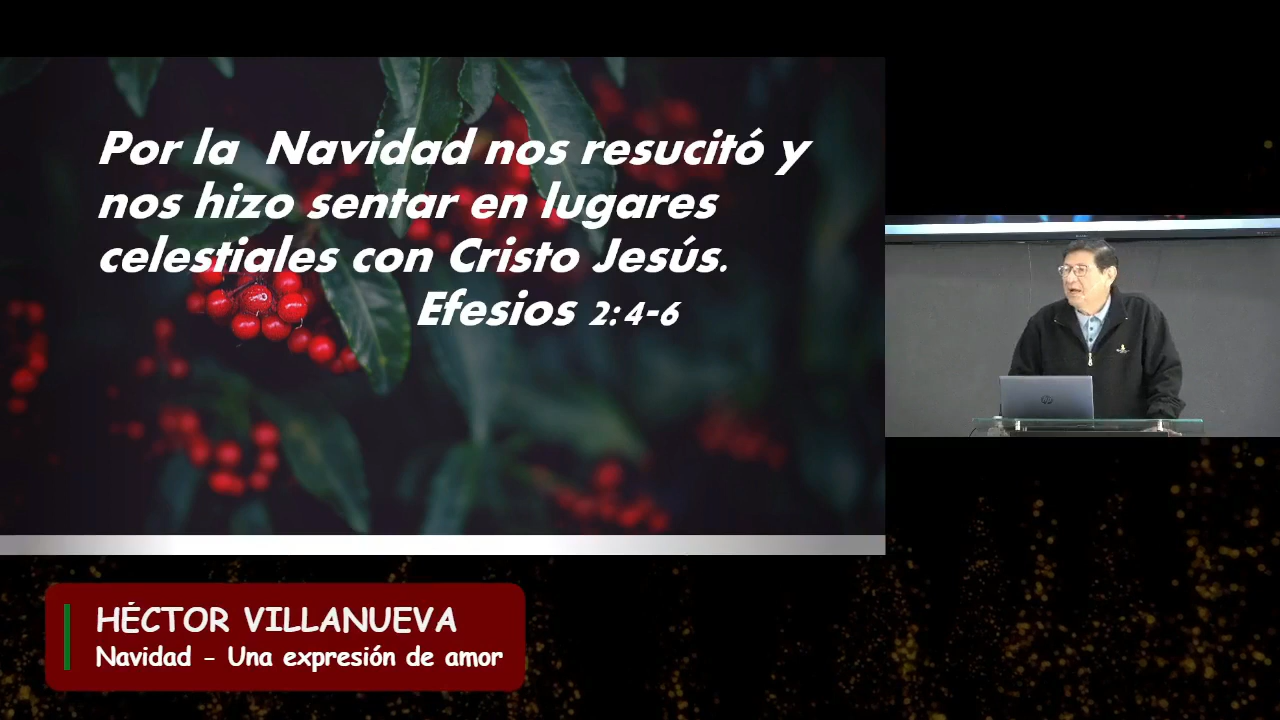 Por la Navidad nos resucitó y
nos hizo sentar en lugares
celestiales con Cristo Jesús.
Efesios 2:4-6
HÉCTOR VILLANUEVA
Navidad - Una expresión de amor
hp